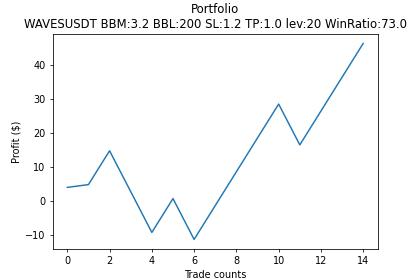 Portfolio
WAVESUSDT BBM:3.2 BBL:200 SL:1.2 TP:1.0 lev:20 WinRatio:73.0
40
30
20
10
0
−10
Profit ($)
0 2 4 6 8 10 12 14
Trade counts